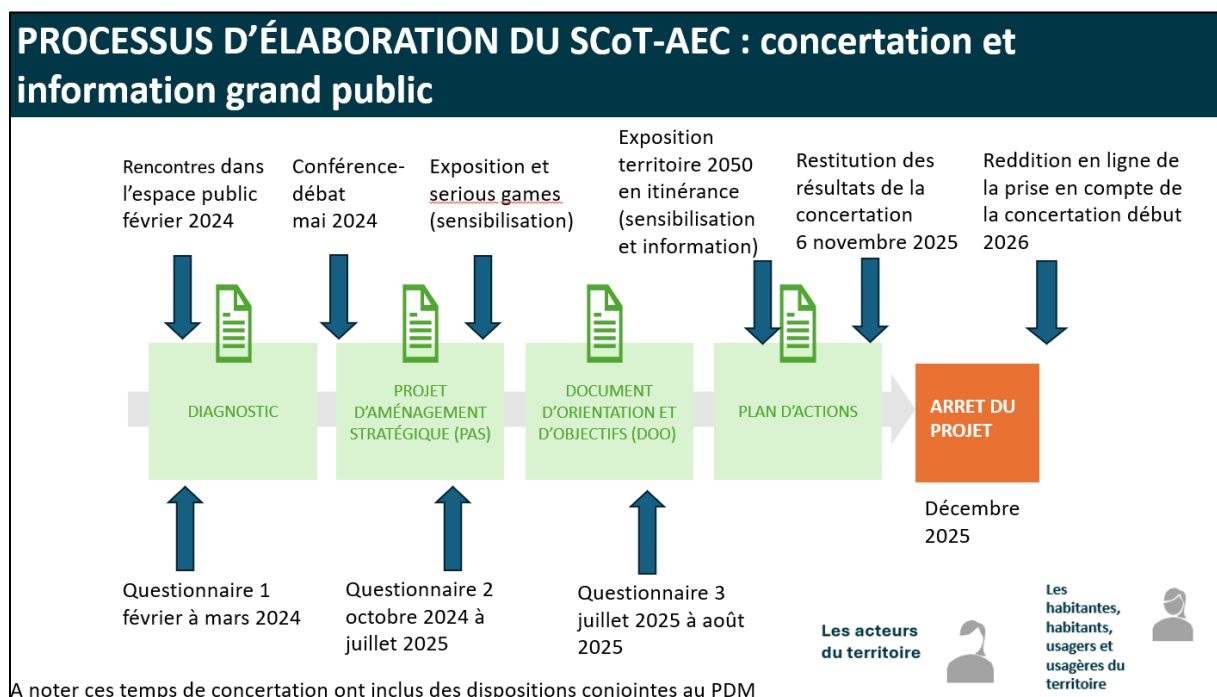 PROCESSUS D'ÉLABORATION DU SCoT-AEC : concertation et
information grand public
Rencontres dans
l'espace public
février 2024
Conférence-
débat
mai 2024
Exposition et
serious games
(sensibilisation)
Exposition
territoire 2050
en itinérance
(sensibilisation
et information)
Restitution des
résultats de la
concertation
6 novembre 2025
Reddition en ligne de
la prise en compte de
la concertation début
2026
DIAGNOSTIC
PROJET
D'AMÉNAGEMENT
STRATÉGIQUE (PAS)
DOCUMENT
D'ORIENTATION ET
D'OBJECTIFS (DOO)
PLAN D'ACTIONS
ARRET DU
PROJET
Décembre
2025
Questionnaire 1
février à mars 2024
Questionnaire 2
octobre 2024 à
juillet 2025
Questionnaire 3
juillet 2025 à août
2025
Les acteurs
du territoire
Les
habitantes,
habitants,
usagers et
usagères du
territoire
A noter ces temps de concertation ont inclus des dispositions conjointes au PDM